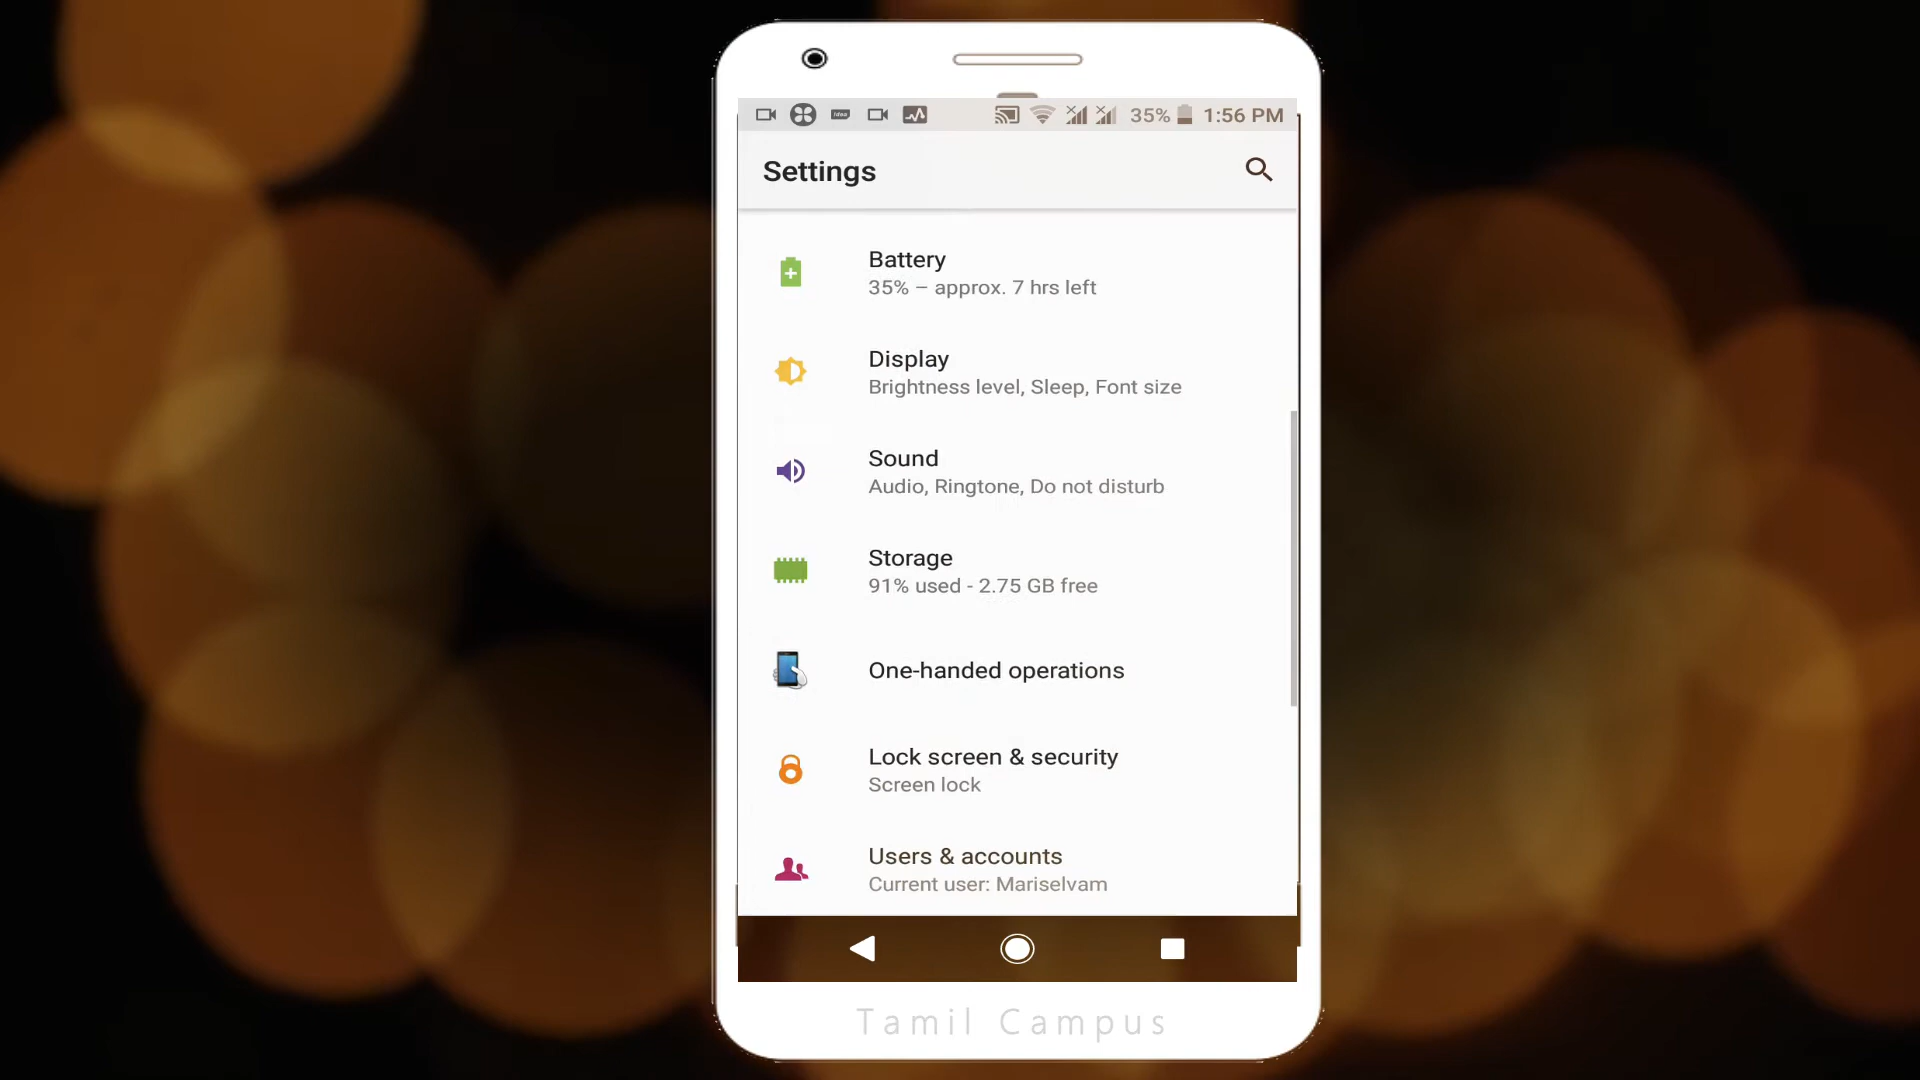 35% 1:56 PM
Settings
Battery
35% – approx. 7 hrs left
Display
Brightness level, Sleep, Font size
Sound
Audio, Ringtone, Do not disturb
Storage
91% used - 2.75 GB free
One-handed operations
Lock screen & security
Screen lock
Users & accounts
Current user: Mariselvam
Tamil Campus